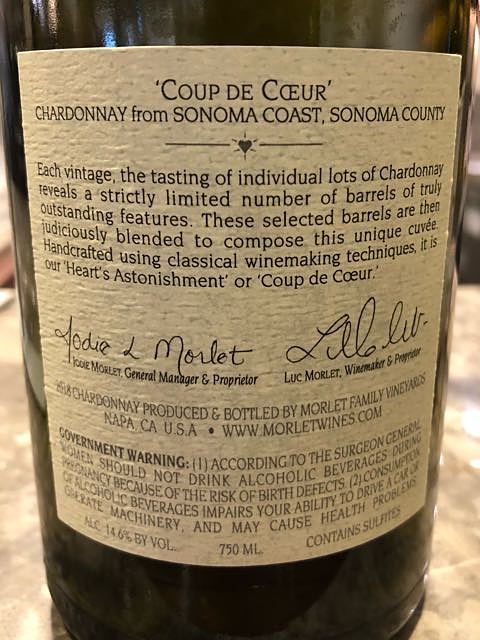 'COUP DE CŒUR'
CHARDONNAY from SONOMA COAST, SONOMA COUNTY
Each vintage, the tasting of individual lots of Chardonnay
reveals a strictly limited number of barrels of truly
outstanding features. These selected barrels are then
judiciously blended to compose this unique cuvée.
Handcrafted using classical winemaking techniques, it is
our 'Heart's Astonishment' or 'Coup de Cœur.'
Jodie L Morlet
JODIE MORLET, General Manager & Proprietor
LUC MORLET, Winemaker & Proprietor
2018 CHARDONNAY PRODUCED & BOTTLED BY MORLET FAMILY VINEYARDS
NAPA, CA U.S.A • WWW.MORLETWINES.COM
GOVERNMENT WARNING: (1) ACCORDING TO THE SURGEON GENERAL
WOMEN SHOULD NOT DRINK ALCOHOLIC BEVERAGES DURING
PREGNANCY BECAUSE OF THE RISK OF BIRTH DEFECTS. (2) CONSUMPTION
OF ALCOHOLIC BEVERAGES IMPAIRS YOUR ABILITY TO DRIVE A CAR OR
OPERATE MACHINERY, AND MAY CAUSE HEALTH PROBLEMS
ALC. 14.6% BY VOL. 750 ML. CONTAINS SULFITES